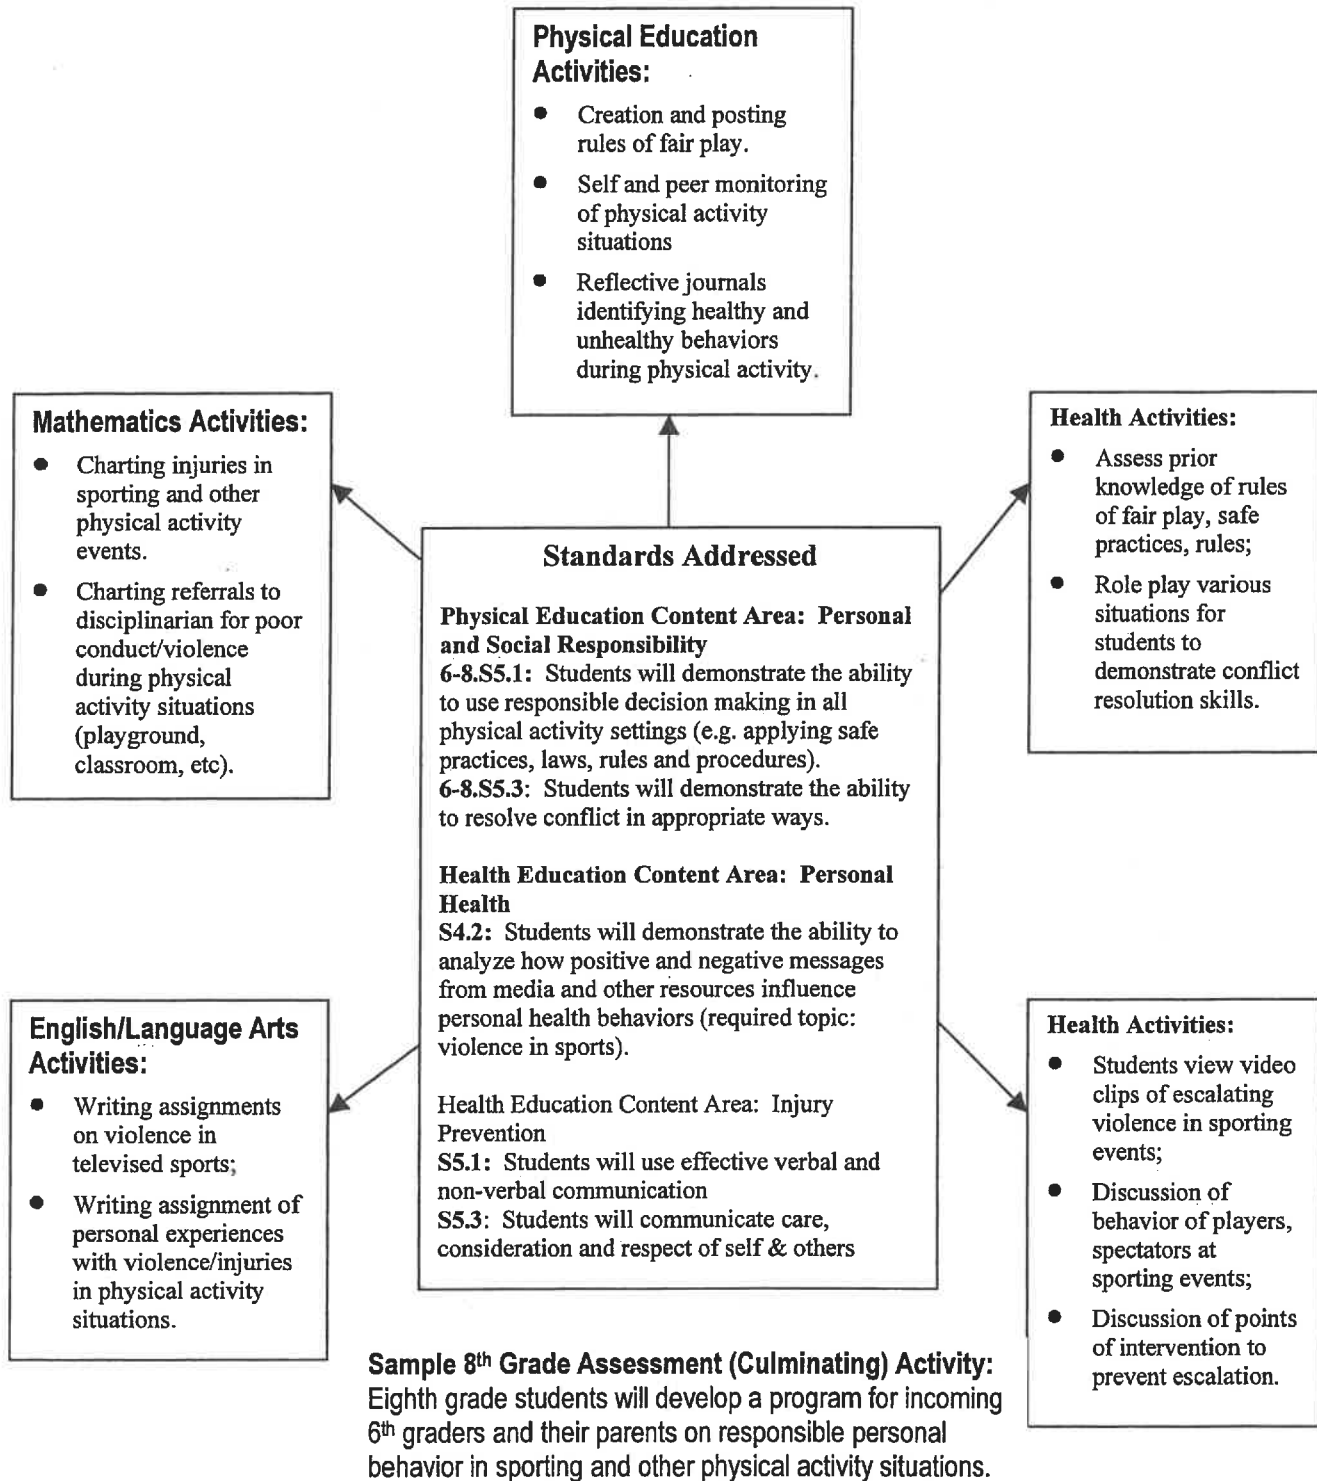 Physical Education
Activities:
● Creation and posting
rules of fair play.
● Self and peer monitoring
of physical activity
situations
● Reflective journals
identifying healthy and
unhealthy behaviors
during physical activity.
Mathematics Activities:
● Charting injuries in
sporting and other
physical activity
events.
● Charting referrals to
disciplinarian for poor
conduct/violence
during physical
activity situations
(playground,
classroom, etc).
Health Activities:
● Assess prior
knowledge of rules
of fair play, safe
practices, rules;
● Role play various
situations for
students to
demonstrate conflict
resolution skills.
Standards Addressed
Physical Education Content Area: Personal
and Social Responsibility
6-8.S5.1: Students will demonstrate the ability
to use responsible decision making in all
physical activity settings (e.g. applying safe
practices, laws, rules and procedures).
6-8.S5.3: Students will demonstrate the ability
to resolve conflict in appropriate ways.
Health Education Content Area: Personal
Health
S4.2: Students will demonstrate the ability to
analyze how positive and negative messages
from media and other resources influence
personal health behaviors (required topic:
violence in sports).
Health Education Content Area: Injury
Prevention
S5.1: Students will use effective verbal and
non-verbal communication
S5.3: Students will communicate care,
consideration and respect of self & others
English/Language Arts
Activities:
● Writing assignments
on violence in
televised sports;
● Writing assignment of
personal experiences
with violence/injuries
in physical activity
situations.
Health Activities:
● Students view video
clips of escalating
violence in sporting
events;
● Discussion of
behavior of players,
spectators at
sporting events;
● Discussion of points
of intervention to
prevent escalation.
Sample 8th Grade Assessment (Culminating) Activity:
Eighth grade students will develop a program for incoming
6th graders and their parents on responsible personal
behavior in sporting and other physical activity situations.